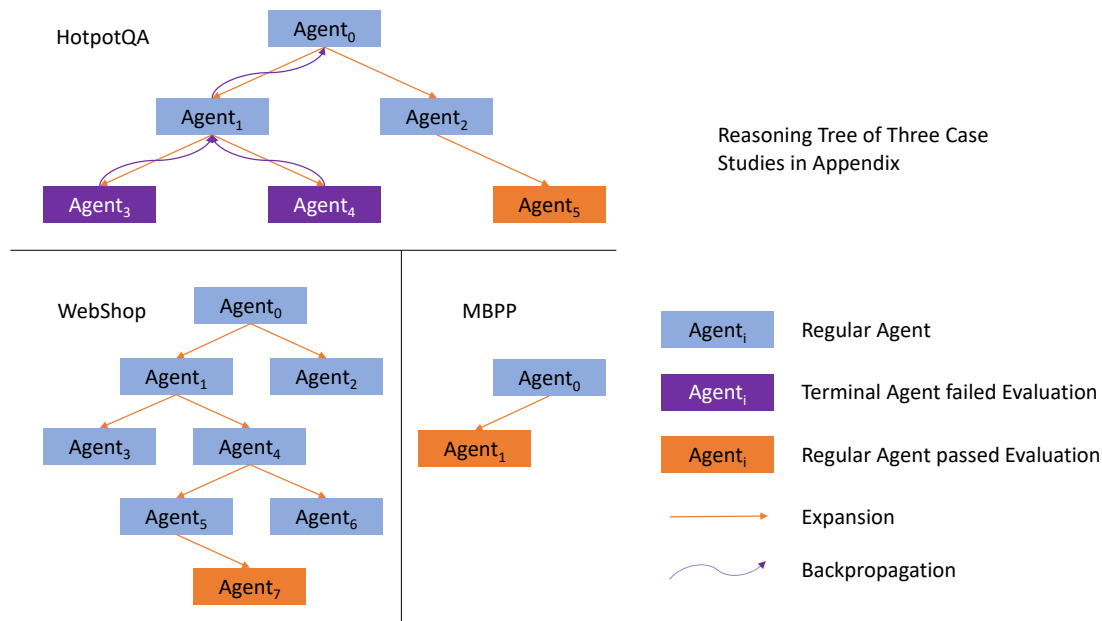 HotpotQA
Agent₀
Agent₁
Agent₂
Agent₃
Agent₄
Agent₅
Reasoning Tree of Three Case
Studies in Appendix
WebShop
Agent₀
Agent₁
Agent₂
Agent₃
Agent₄
Agent₅
Agent₆
Agent₇
MBPP
Agent₀
Agent₁
Agentᵢ
Regular Agent
Agentᵢ
Terminal Agent failed Evaluation
Agentᵢ
Regular Agent passed Evaluation
Expansion
Backpropagation